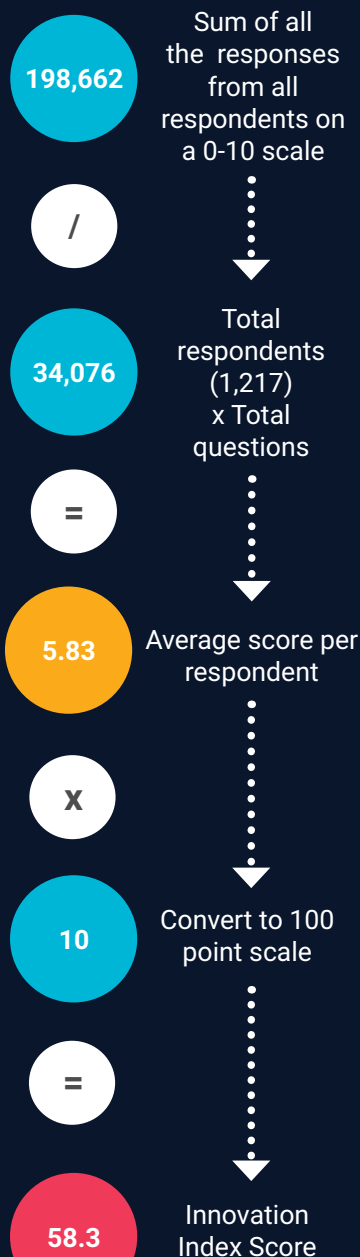 198,662
Sum of all
the responses
from all
respondents on
a 0-10 scale
/
34,076
Total
respondents
(1,217)
x Total
questions
=
5.83
Average score per
respondent
x
10
Convert to 100
point scale
=
58.3
Innovation
Index Score